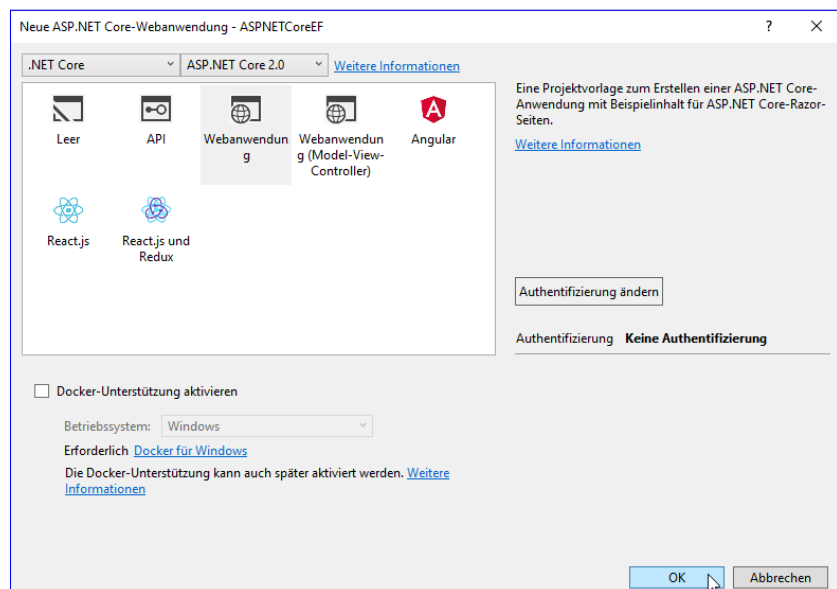 Neue ASP.NET Core-Webanwendung - ASPNETCoreEF
.NET Core
ASP.NET Core 2.0
Weitere Informationen
Leer
API
Webanwendun
g
Webanwendun
g (Model-View-
Controller)
Angular
React.js
React.js und
Redux
Eine Projektvorlage zum Erstellen einer ASP.NET Core-
Anwendung mit Beispielinhalt für ASP.NET Core-Razor-
Seiten.
Weitere Informationen
Authentifizierung ändern
Authentifizierung Keine Authentifizierung
Docker-Unterstützung aktivieren
Betriebssystem: Windows
Erforderlich Docker für Windows
Die Docker-Unterstützung kann auch später aktiviert werden. Weitere
Informationen
OK
Abbrechen